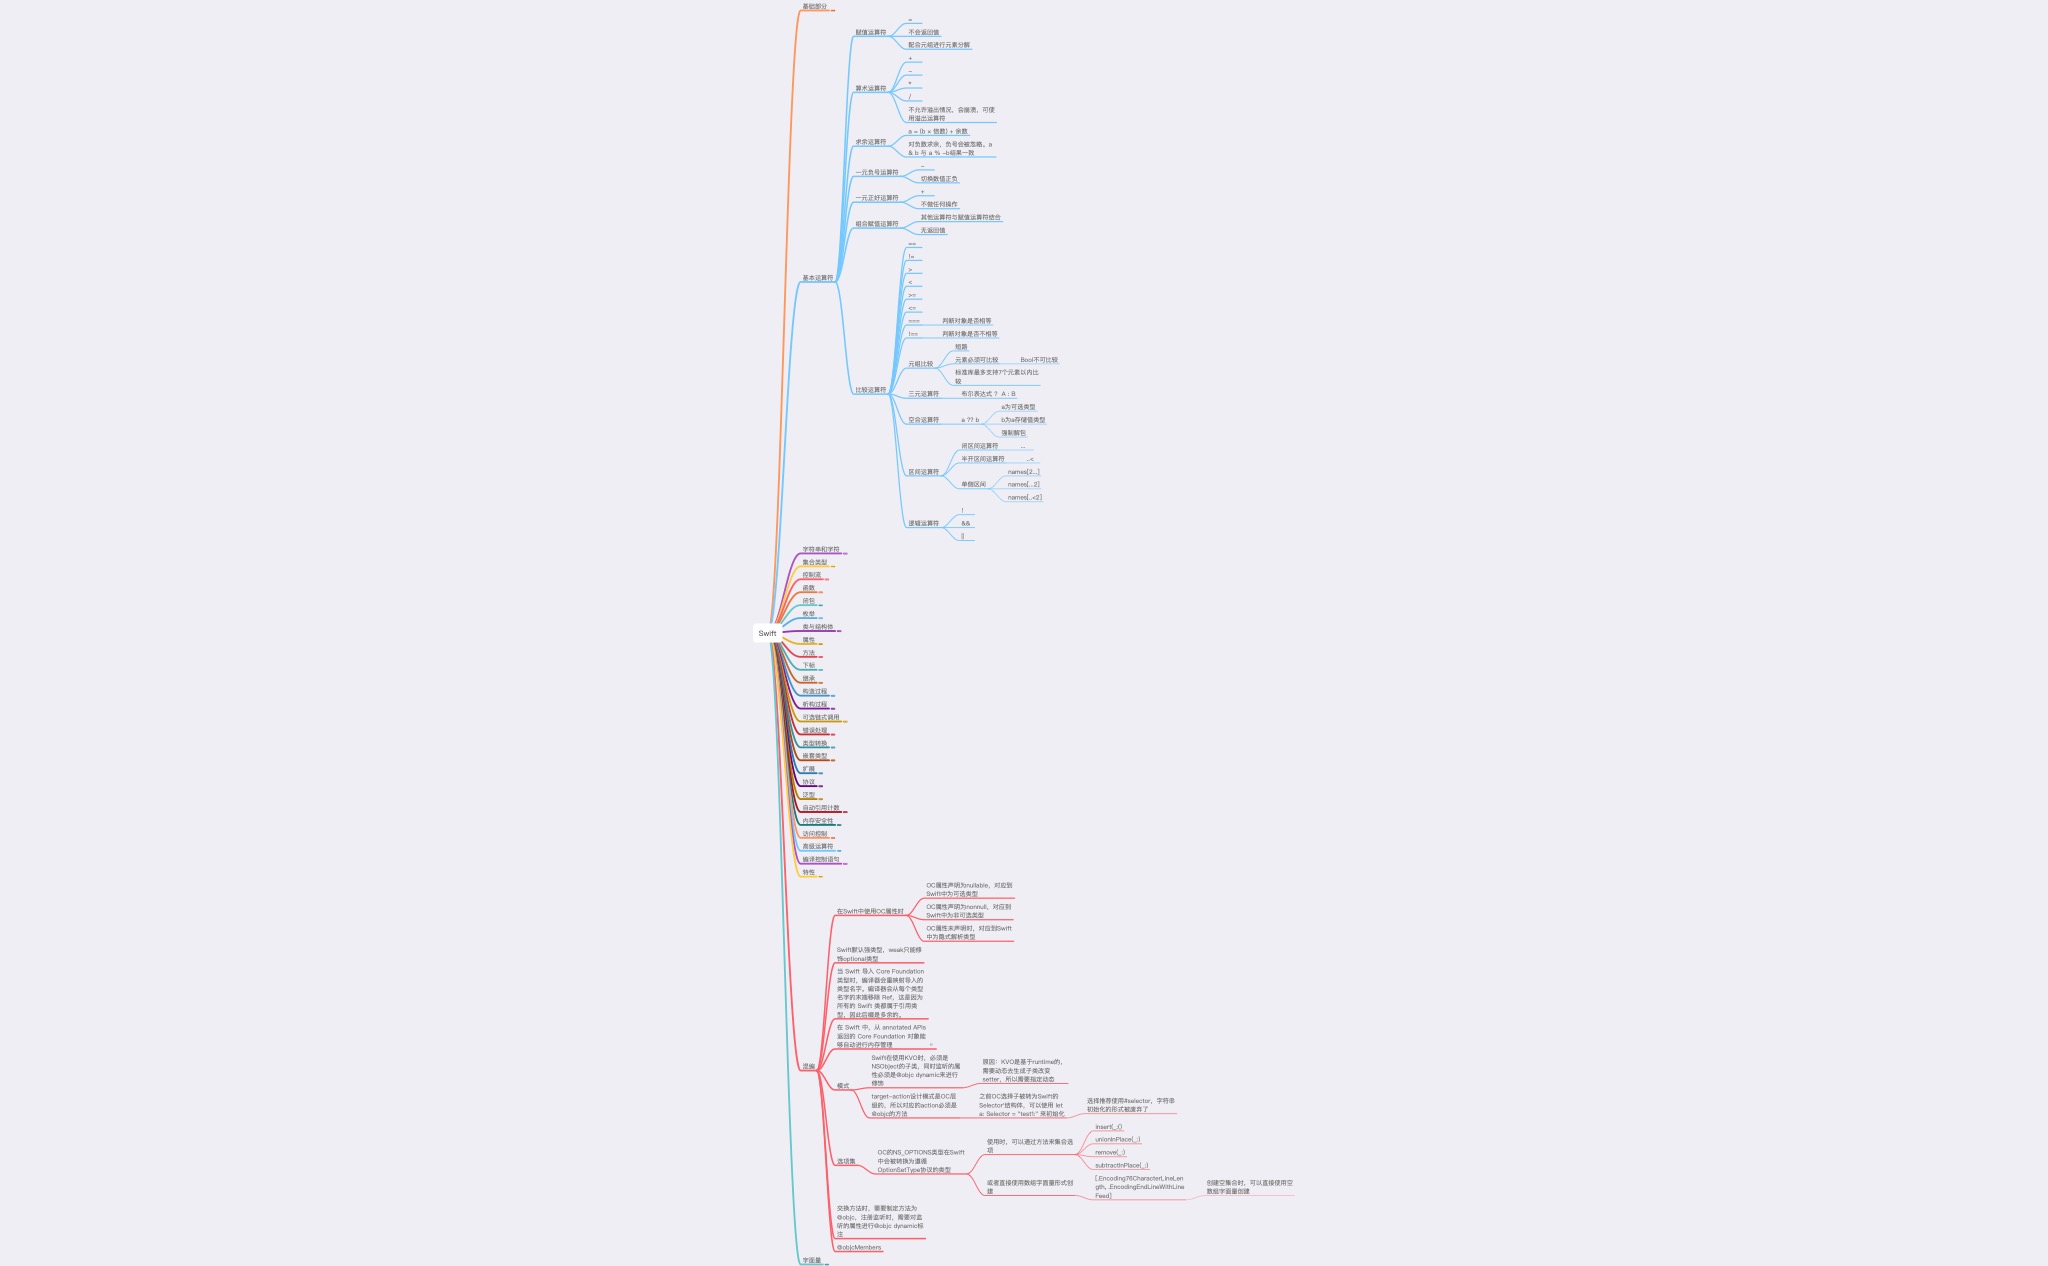 基础部分
基本运算符
赋值运算符
=
不会返回值
配合元组进行元素分解
算术运算符
+
-
*
/
不允许溢出情况，会崩溃，可使
用溢出运算符
求余运算符
a = (b × 倍数) + 余数
对负数求余，负号会被忽略。a
& b 与 a % -b结果一致
一元负号运算符
-
切换数值正负
一元正好运算符
+
不做任何操作
组合赋值运算符
其他运算符与赋值运算符结合
无返回值
比较运算符
==
!=
>
<
>=
<=
===
判断对象是否相等
!==
判断对象是否不相等
元组比较
短路
元素必须可比较
Bool不可比较
标准库最多支持7个元素以内比
较
三元运算符
布尔表达式 ？ A : B
空合运算符
a ?? b
a为可选类型
b为a存储值类型
强制解包
区间运算符
闭区间运算符
...
半开区间运算符
..<
单侧区间
names[2...]
names[...2]
names[..<2]
逻辑运算符
!
&&
||
字符串和字符
集合类型
控制流
函数
闭包
枚举
类与结构体
Swift
属性
方法
下标
继承
构造过程
析构过程
可选链式调用
错误处理
类型转换
嵌套类型
扩展
协议
泛型
自动引用计数
内存安全性
访问控制
高级运算符
编译控制语句
特性
混编
在Swift中使用OC属性时
OC属性声明为nullable，对应到
Swift中为可选类型
OC属性声明为nonnull，对应到
Swift中为非可选类型
OC属性未声明时，对应到Swift
中为隐式解析类型
Swift默认强类型，weak只能修
饰optional类型
当 Swift 导入 Core Foundation
类型时，编译器会重映射导入的
类型名字。编译器会从每个类型
名字的末端移除 Ref，这是因为
所有的 Swift 类都属于引用类
型，因此后缀是多余的。
在 Swift 中，从 annotated APIs
返回的 Core Foundation 对象能
够自动进行内存管理
模式
Swift在使用KVO时，必须是
NSObject的子类，同时监听的属
性必须是@objc dynamic来进行
修饰
原因：KVO是基于runtime的，
需要动态去生成子类改变
setter，所以需要指定动态
target-action设计模式是OC层
级的，所以对应的action必须是
@objc的方法
之前OC选择子被转为Swift的
Selector'结构体，可以使用 let
a: Selector = "test1:" 来初始化
选择推荐使用#selector，字符串
初始化的形式被废弃了
选项集
OC的NS_OPTIONS类型在Swift
中会被转换为遵循
OptionSetType协议的类型
使用时，可以通过方法来集合选
项
insert(_:()
unionInPlace(_:)
remove(_:)
subtractInPlace(_:)
或者直接使用数组字面量形式创
建
[.Encoding76CharacterLineLen
gth, .EncodingEndLineWithLine
Feed]
创建空集合时，可以直接使用空
数组字面量创建
交换方法时，需要制定方法为
@objc，注册监听时，需要对监
听的属性进行@objc dynamic标
注
@objcMembers
字面量